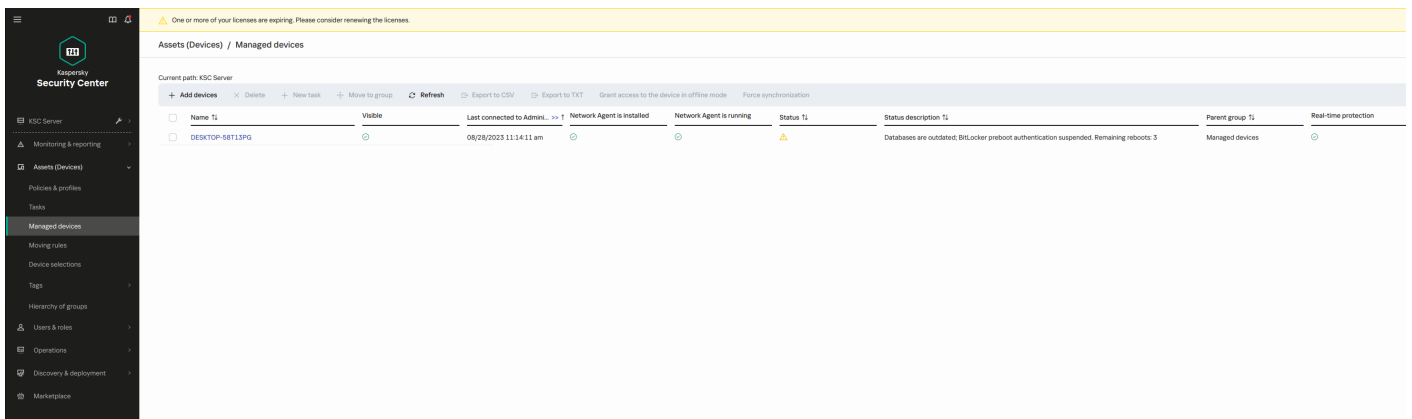 One or more of your licenses are expiring. Please consider renewing the licenses.
Kaspersky
Security Center
KSC Server
Monitoring & reporting
Assets (Devices)
Policies & profiles
Tasks
Managed devices
Moving rules
Device selections
Tags
Hierarchy of groups
Users & roles
Operations
Discovery & deployment
Marketplace
Assets (Devices) / Managed devices
Current path: KSC Server
+ Add devices × Delete + New task Move to group Refresh Export to CSV Export to TXT Grant access to the device in offline mode Force synchronization
Name Visible Last connected to Admini... >> Network Agent is installed Network Agent is running Status Status description Parent group Real-time protection
DESKTOP-58T13PG 08/28/2023 11:14:11 am Databases are outdated; BitLocker preboot authentication suspended. Remaining reboots: 3 Managed devices